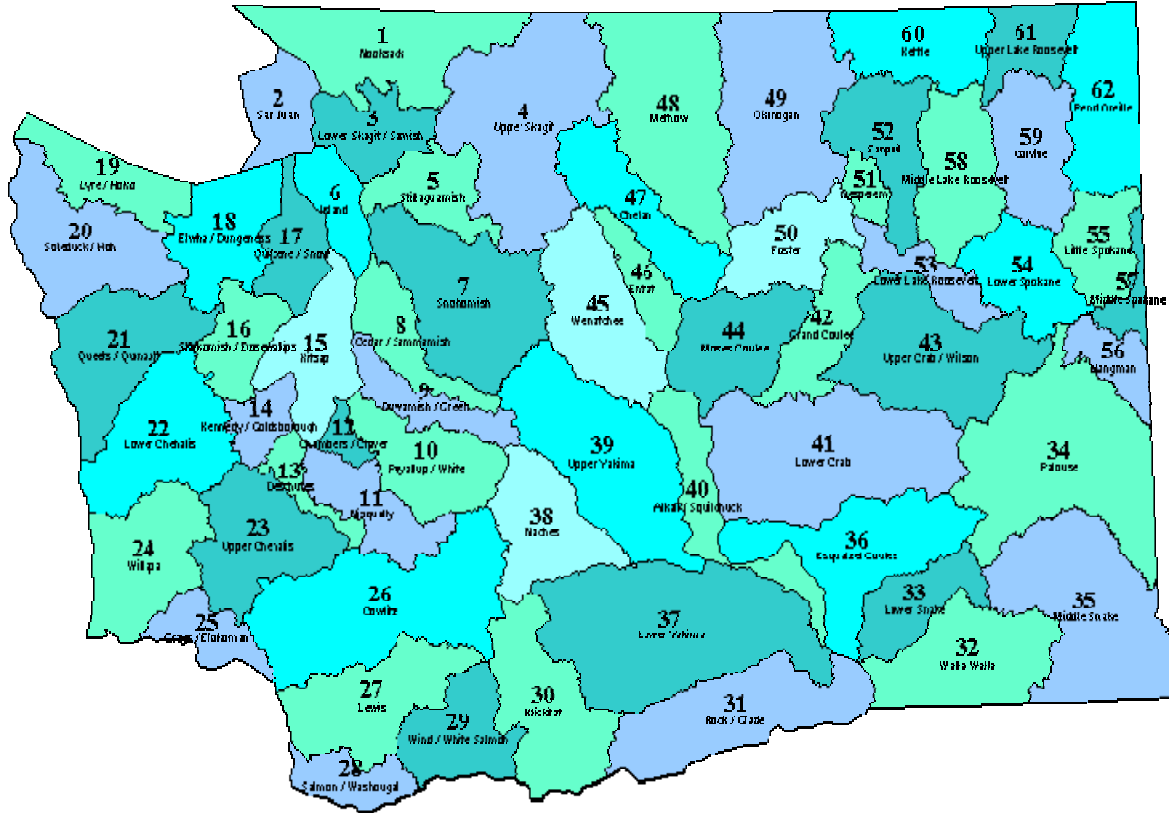 1
Nooksack
2
San Juan
3
Lower Skagit / Samish
4
Upper Skagit
5
Stillaguamish
6
Island
7
Snohomish
8
Cedar / Sammamish
9
Duwamish / Green
10
Puyallup / White
11
Nisqually
12
Chambers / Clover
13
Deschutes
14
Kennedy / Goldsborough
15
Kitsap
16
Skokomish / Dosewallips
17
Quilcene / Snow
18
Elwha / Dungeness
19
Lyre / Hoko
20
Soleduck / Hoh
21
Queets / Quinault
22
Lower Chehalis
23
Upper Chehalis
24
Willapa
25
Grays / Elokoman
26
Cowlitz
27
Lewis
28
Salmon / Washougal
29
Wind / White Salmon
30
Klickitat
31
Rock / Glade
32
Walla Walla
33
Lower Snake
34
Palouse
35
Middle Snake
36
Esquatzel Coulee
37
Lower Yakima
38
Naches
39
Upper Yakima
40
Alkali / Squilchuck
41
Lower Crab
42
Grand Coulee
43
Upper Crab / Wilson
44
Moses Coulee
45
Wenatchee
46
Entiat
47
Chelan
48
Methow
49
Okanogan
50
Foster
51
Nespelem
52
Sanpoil
53
Lower Lake Roosevelt
54
Lower Spokane
55
Little Spokane
56
Hangman
57
Middle Spokane
58
Middle Lake Roosevelt
59
Colville
60
Kettle
61
Upper Lake Roosevelt
62
Pend Oreille